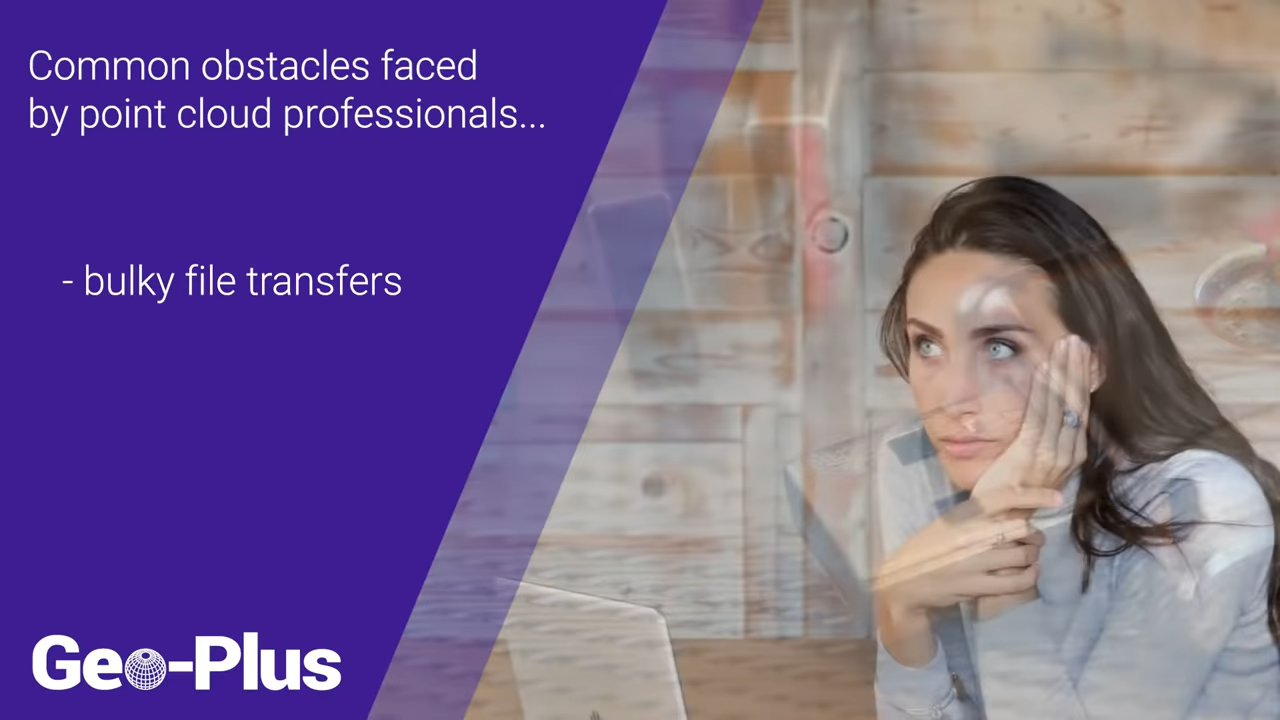 Common obstacles faced
by point cloud professionals...
- bulky file transfers
Geo-Plus